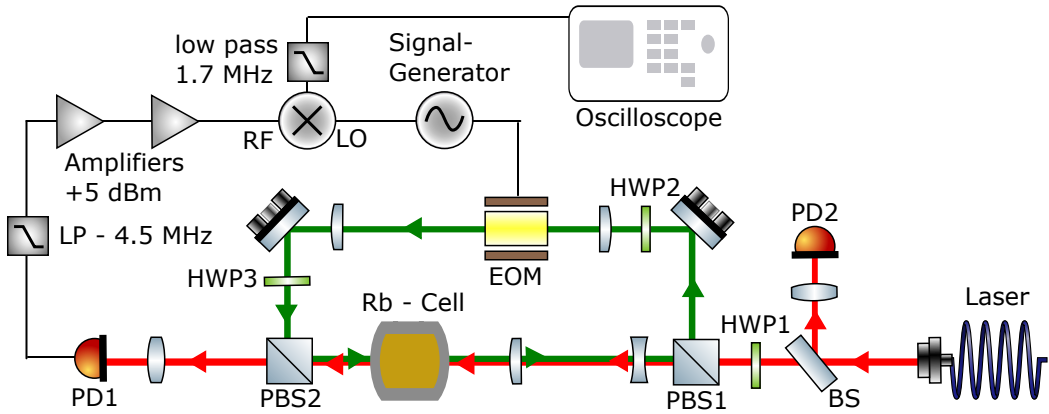 low pass
1.7 MHz
Signal-
Generator
Oscilloscope
RF
LO
Amplifiers
+5 dBm
LP - 4.5 MHz
HWP2
PD2
EOM
HWP3
Rb - Cell
Laser
HWP1
PD1
PBS2
PBS1
BS